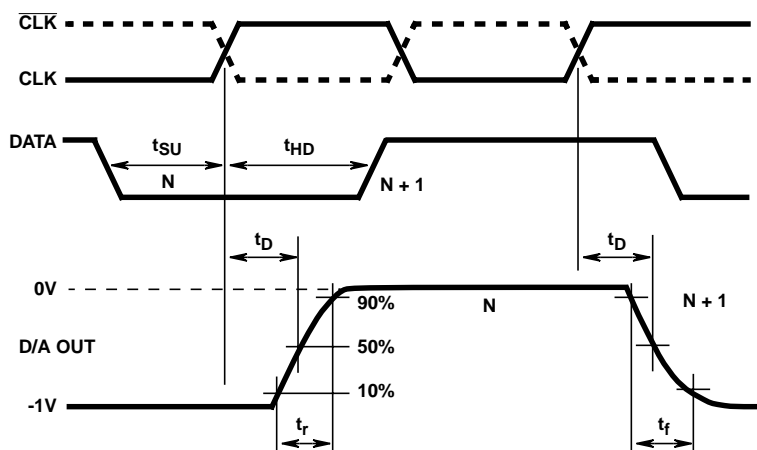 CLK
CLK
DATA
tSU
tHD
N
N + 1
tD
tD
0V
90%
N
N + 1
D/A OUT
50%
10%
-1V
tr
tf